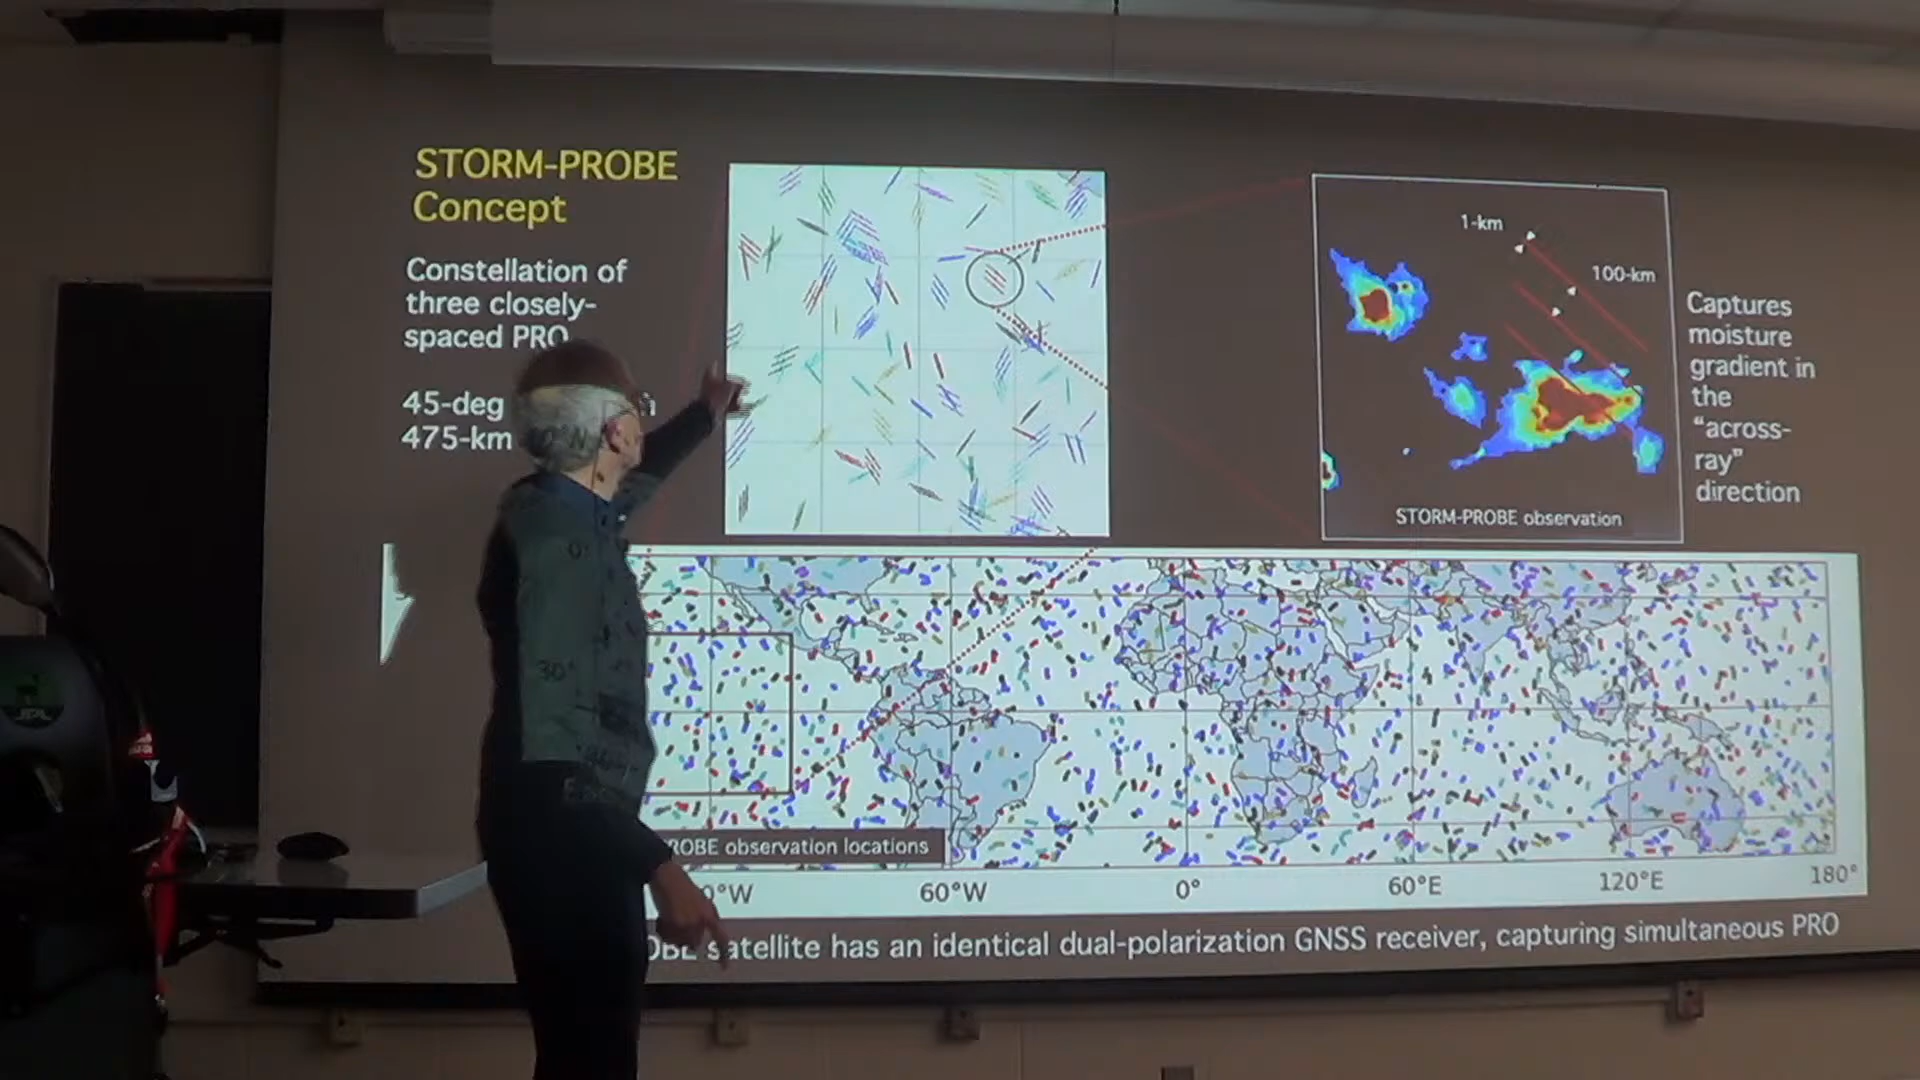 STORM-PROBE
Concept
Constellation of
three closely-
spaced PRO
45-deg
475-km
1-km
100-km
STORM-PROBE observation
Captures
moisture
gradient in
the
“across-
ray”
direction
0°
30°
ROBE observation locations
0°W
60°W
0°
60°E
120°E
180°
satellite has an identical dual-polarization GNSS receiver, capturing simultaneous PRO